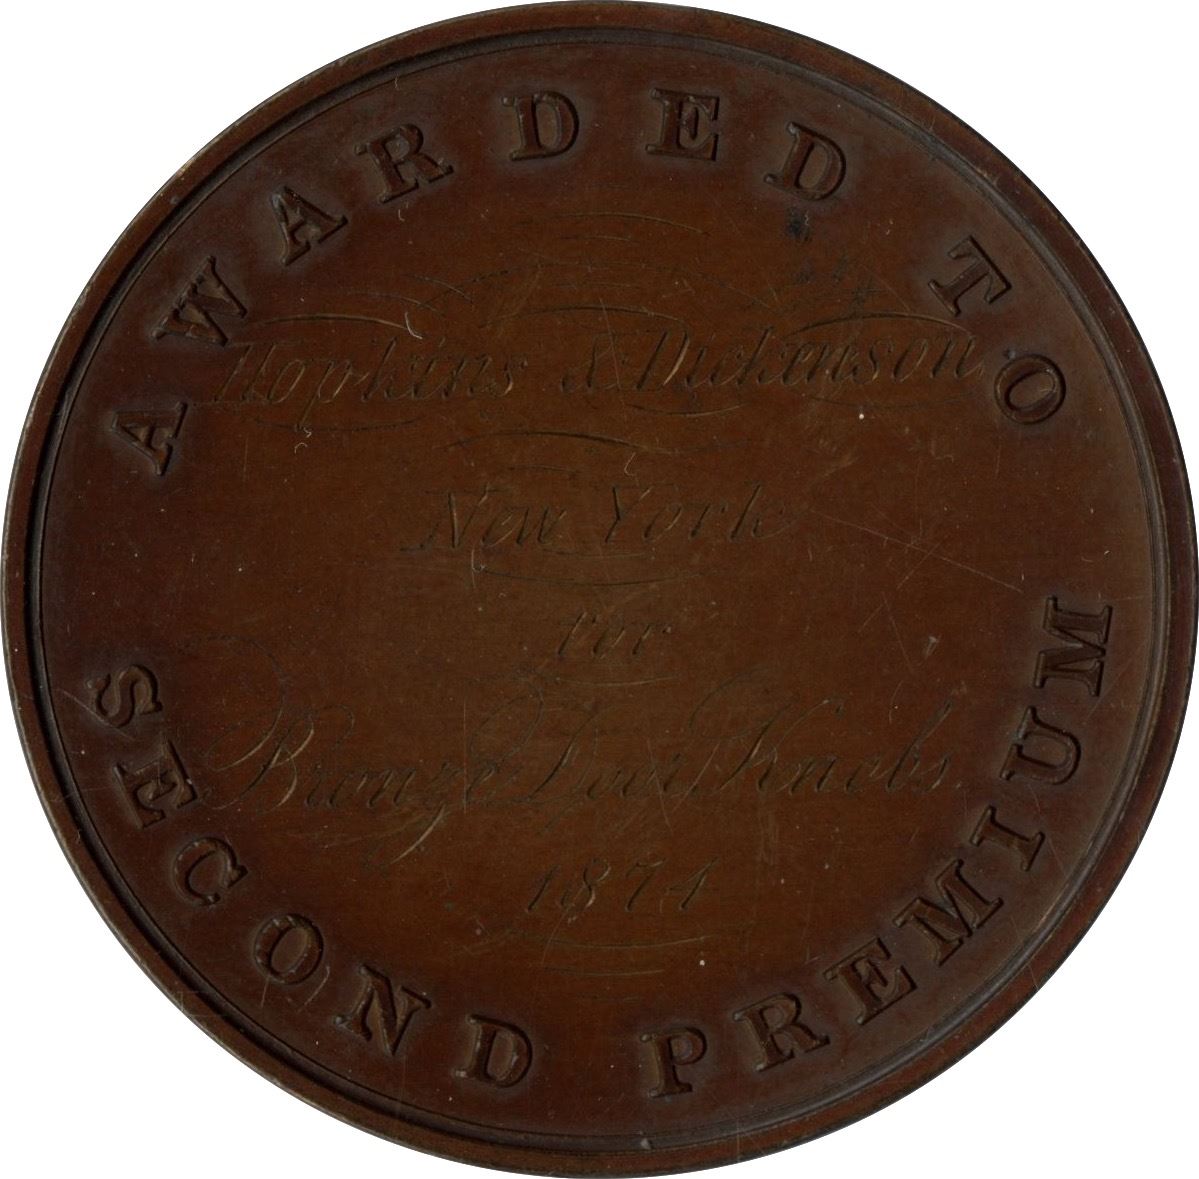 AWARDED TO
Hopkins & Dickinson
New York
for
Bronze Door Knobs.
1874
SECOND PREMIUM